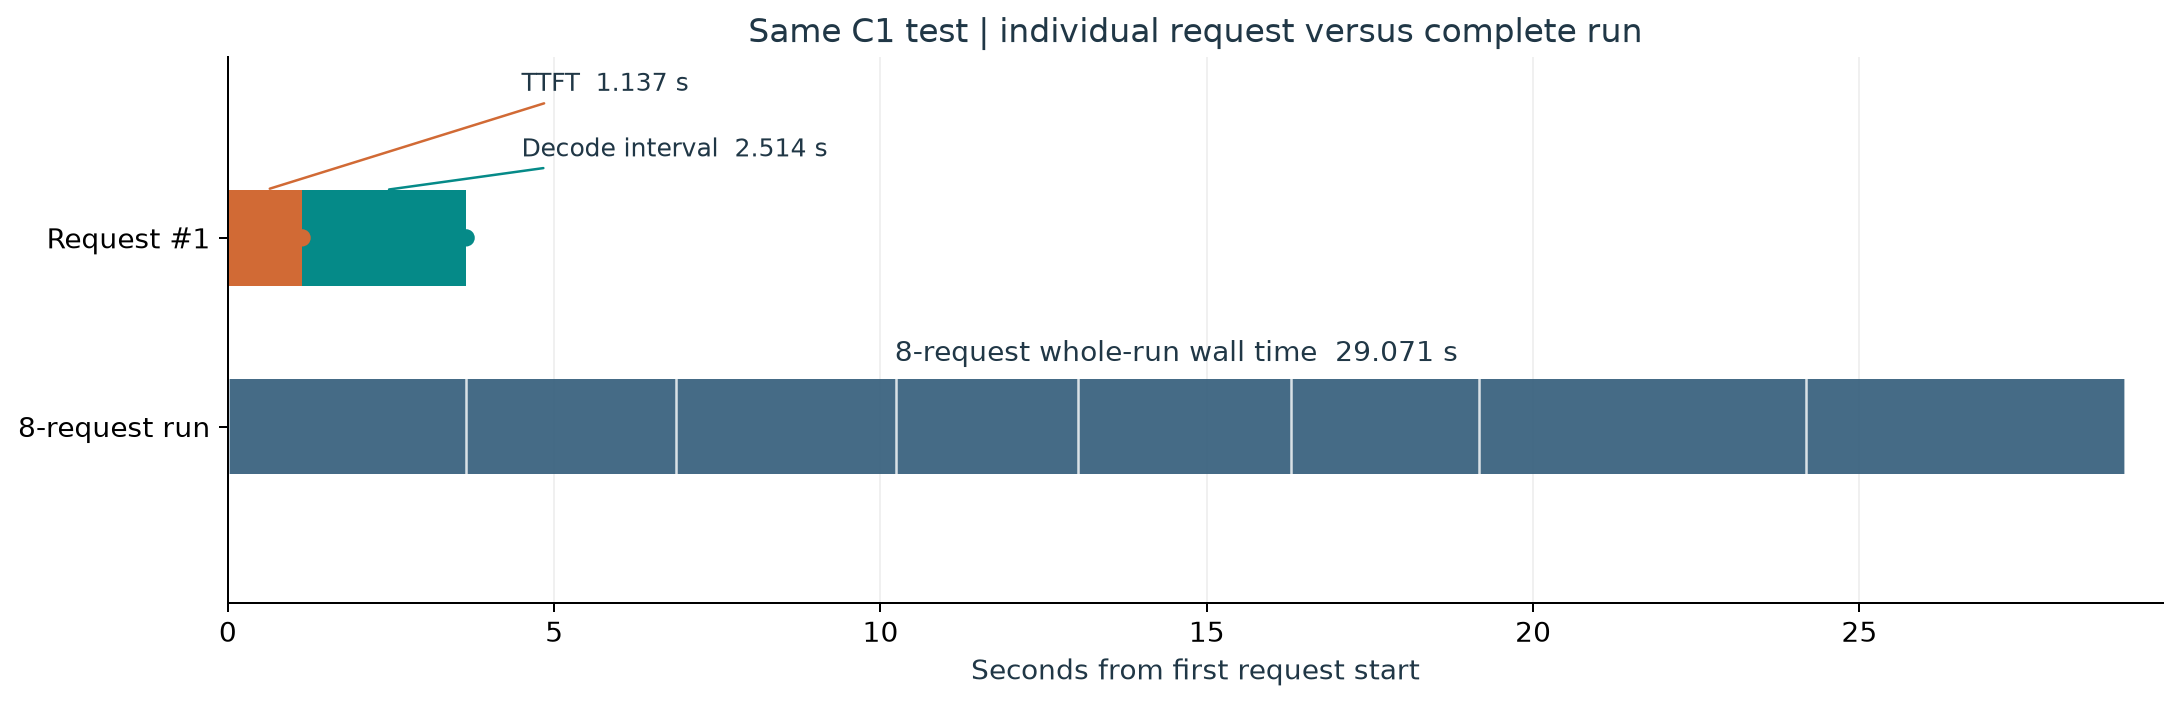 Same C1 test | individual request versus complete run
TTFT  1.137 s
Decode interval  2.514 s
Request #1
8-request whole-run wall time  29.071 s
8-request run
0 5 10 15 20 25
Seconds from first request start